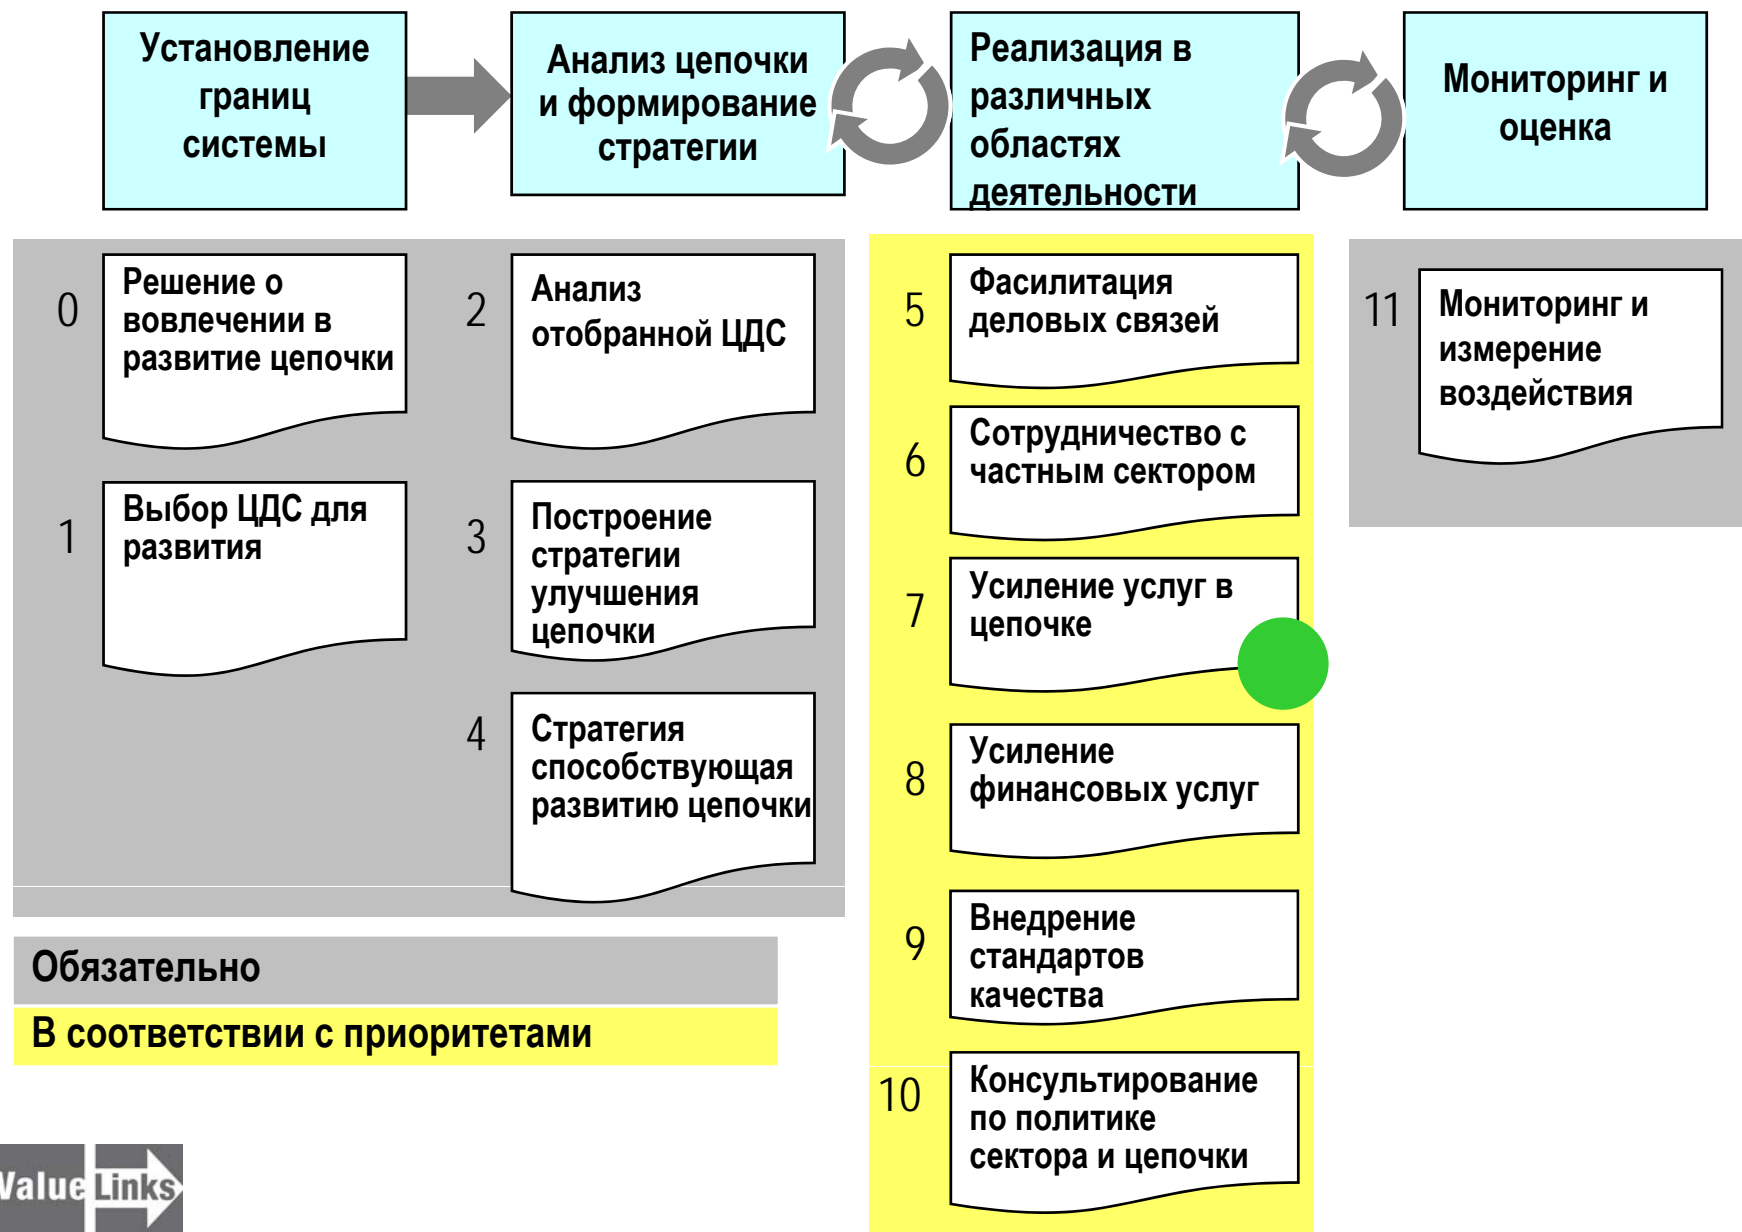 Установление
границ
системы
Анализ цепочки
и формирование
стратегии
Реализация в
различных
областях
деятельности
Мониторинг и
оценка
0
Решение о
вовлечении в
развитие цепочки
1
Выбор ЦДС для
развития
2
Анализ
отобранной ЦДС
3
Построение
стратегии
улучшения
цепочки
4
Стратегия
способствующая
развитию цепочки
5
Фасилитация
деловых связей
6
Сотрудничество с
частным сектором
7
Усиление услуг в
цепочке
8
Усиление
финансовых услуг
9
Внедрение
стандартов
качества
10
Консультирование
по политике
сектора и цепочки
11
Мониторинг и
измерение
воздействия
Обязательно
В соответствии с приоритетами
Value Links